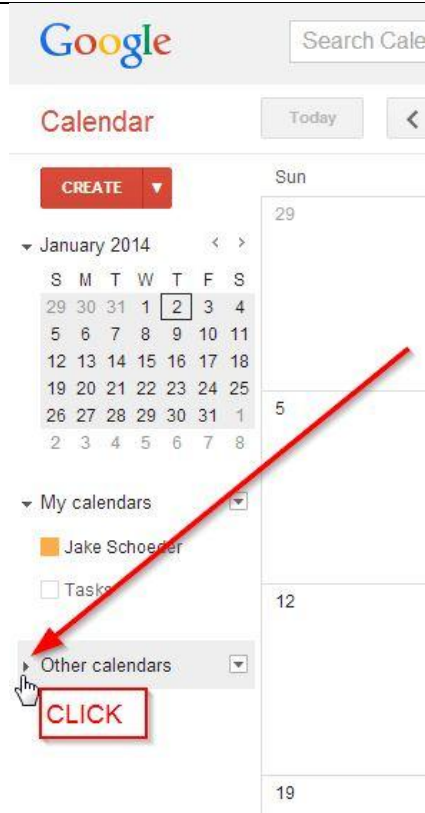 Google
Search Cale
Calendar
Today
CREATE
Sun
29
January 2014
S M T W T F S
29 30 31 1 2 3 4
5 6 7 8 9 10 11
12 13 14 15 16 17 18
19 20 21 22 23 24 25
26 27 28 29 30 31 1
2 3 4 5 6 7 8
5
My calendars
Jake Schoeder
Tasks
12
Other calendars
CLICK
19